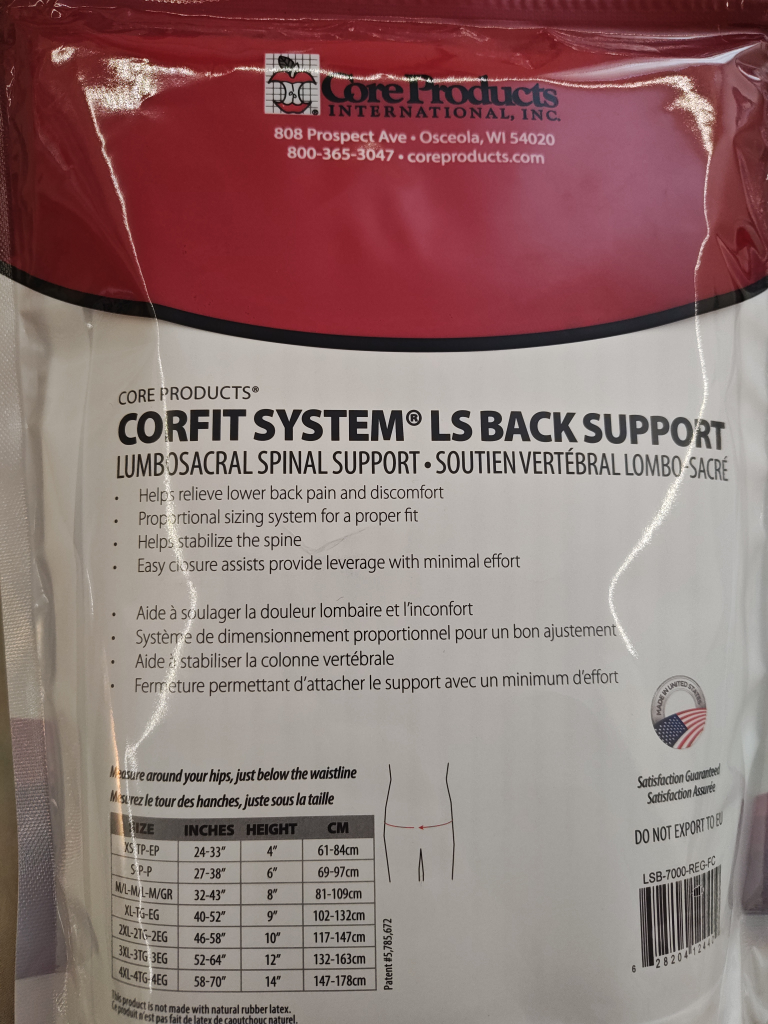 Core Products
INTERNATIONAL, INC.
808 Prospect Ave • Osceola, WI 54020
800-365-3047 • coreproducts.com
CORE PRODUCTS®
CORFIT SYSTEM® LS BACK SUPPORT
LUMBOSACRAL SPINAL SUPPORT • SOUTIEN VERTÉBRAL LOMBO-SACRÉ
• Helps relieve lower back pain and discomfort
• Proportional sizing system for a proper fit
• Helps stabilize the spine
• Easy closure assists provide leverage with minimal effort
• Aide à soulager la douleur lombaire et l'inconfort
• Système de dimensionnement proportionnel pour un bon ajustement
• Aide à stabiliser la colonne vertébrale
• Fermeture permettant d'attacher le support avec un minimum d'effort
MADE IN UNITED STATES
Satisfaction Guaranteed
Satisfaction Assurée
DO NOT EXPORT TO EU
LSB-7000-REG-FC
6 28204 1244
Measure around your hips, just below the waistline
Mesurez le tour des hanches, juste sous la taille
SIZE INCHES HEIGHT CM
XS-TP-EP 24-33" 4" 61-84cm
S-P-P 27-38" 6" 69-97cm
M/L-M/L-M/GR 32-43" 8" 81-109cm
XL-TG-EG 40-52" 9" 102-132cm
2XL-2TG-2EG 46-58" 10" 117-147cm
3XL-3TG-3EG 52-64" 12" 132-163cm
4XL-4TG-4EG 58-70" 14" 147-178cm
Patent #5,785,672
This product is not made with natural rubber latex.
Ce produit n'est pas fait de latex de caoutchouc naturel.